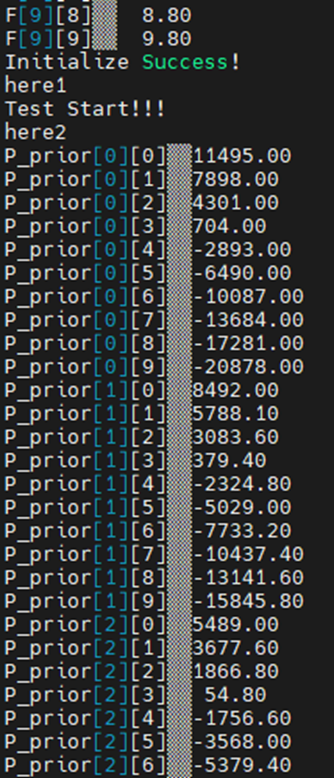 F[9][8]▒▒ 8.80
F[9][9]▒▒ 9.80
Initialize Success!
here1
Test Start!!!
here2
P_prior[0][0]▒▒11495.00
P_prior[0][1]▒▒7898.00
P_prior[0][2]▒▒4301.00
P_prior[0][3]▒▒704.00
P_prior[0][4]▒▒-2893.00
P_prior[0][5]▒▒-6490.00
P_prior[0][6]▒▒-10087.00
P_prior[0][7]▒▒-13684.00
P_prior[0][8]▒▒-17281.00
P_prior[0][9]▒▒-20878.00
P_prior[1][0]▒▒8492.00
P_prior[1][1]▒▒5788.10
P_prior[1][2]▒▒3083.60
P_prior[1][3]▒▒379.40
P_prior[1][4]▒▒-2324.80
P_prior[1][5]▒▒-5029.00
P_prior[1][6]▒▒-7733.20
P_prior[1][7]▒▒-10437.40
P_prior[1][8]▒▒-13141.60
P_prior[1][9]▒▒-15845.80
P_prior[2][0]▒▒5489.00
P_prior[2][1]▒▒3677.60
P_prior[2][2]▒▒1866.80
P_prior[2][3]▒▒ 54.80
P_prior[2][4]▒▒-1756.60
P_prior[2][5]▒▒-3568.00
P_prior[2][6]▒▒-5379.40